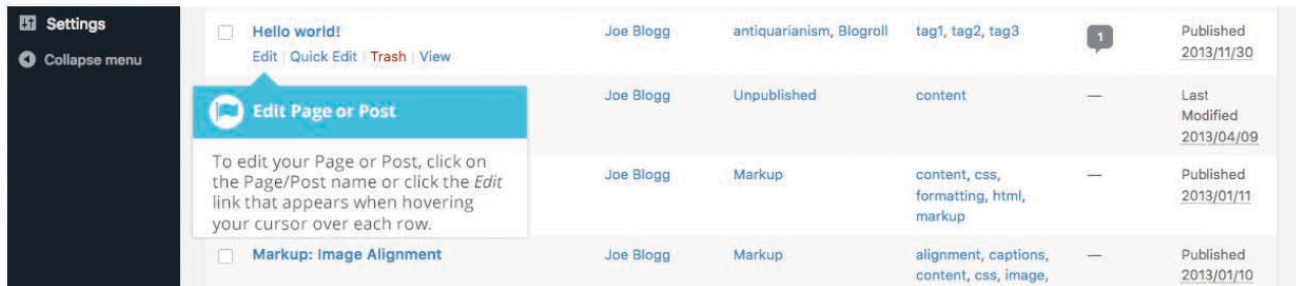 Settings
Collapse menu
Hello world!
Edit | Quick Edit | Trash | View
Joe Blogg
antiquarianism, Blogroll
tag1, tag2, tag3
1
Published
2013/11/30
Edit Page or Post
To edit your Page or Post, click on
the Page/Post name or click the Edit
link that appears when hovering
your cursor over each row.
Joe Blogg
Unpublished
content
—
Last
Modified
2013/04/09
Joe Blogg
Markup
content, css,
formatting, html,
markup
—
Published
2013/01/11
Markup: Image Alignment
Joe Blogg
Markup
alignment, captions,
content, css, image,
—
Published
2013/01/10